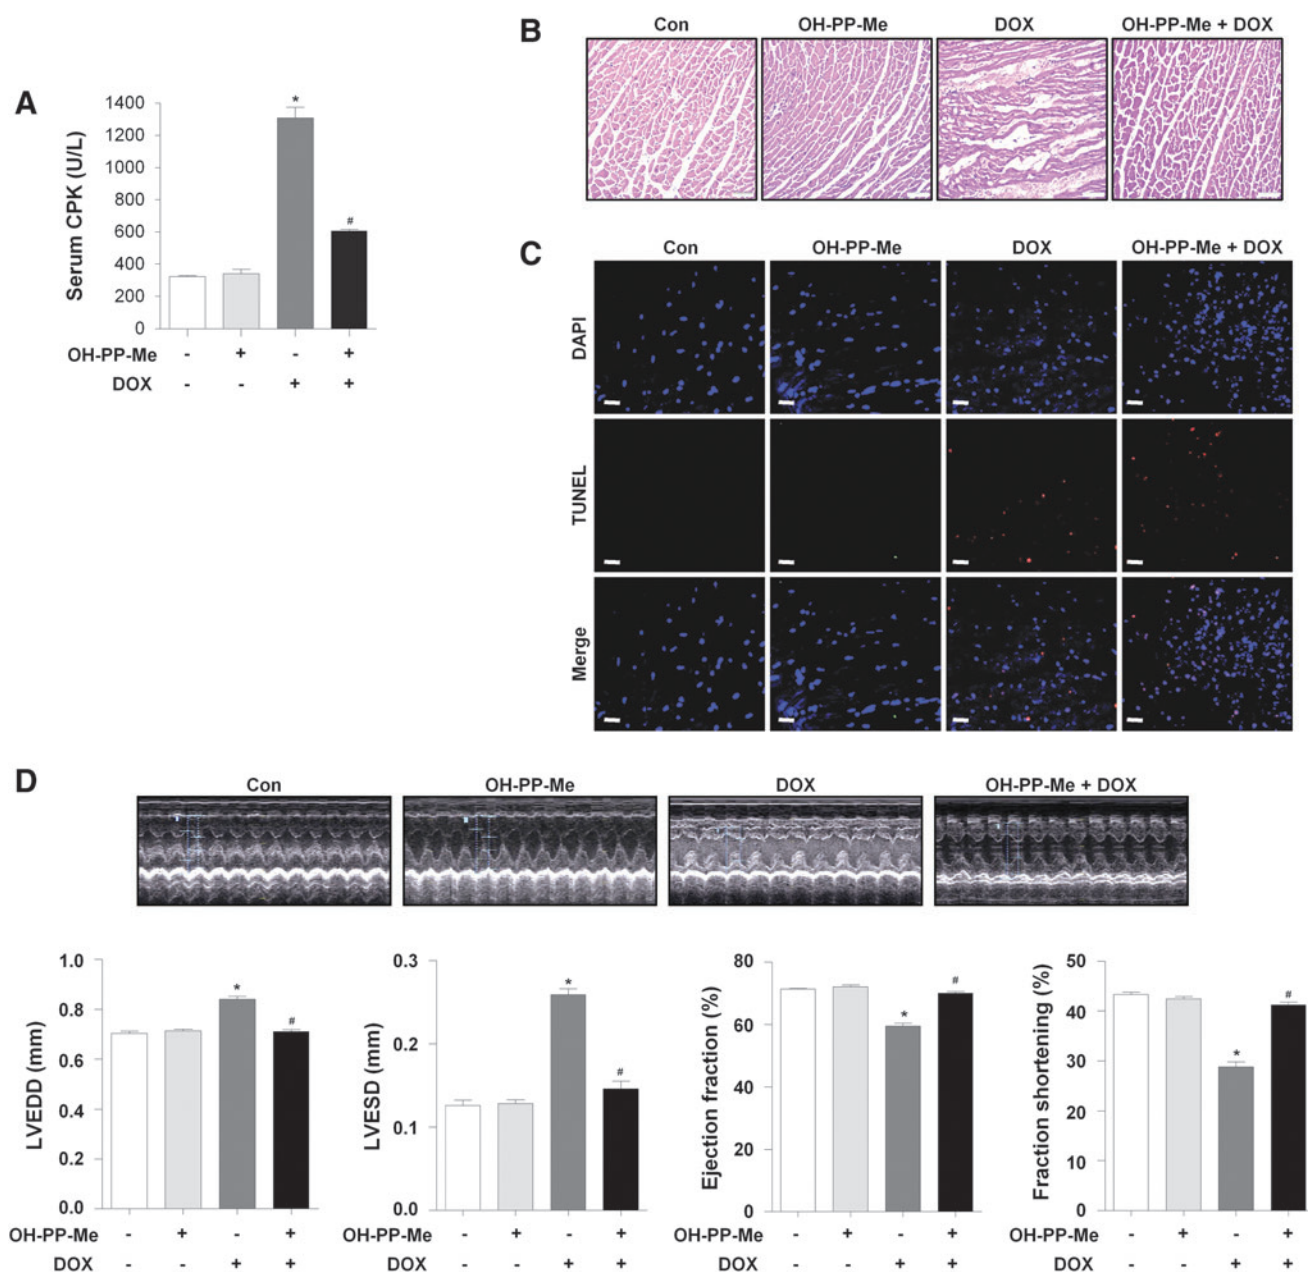 A
Serum CPK (U/L)
1400
1200
1000
800
600
400
200
0
*
#
OH-PP-Me - + - +
DOX - - + +
B
Con OH-PP-Me DOX OH-PP-Me + DOX
C
Con OH-PP-Me DOX OH-PP-Me + DOX
DAPI
TUNEL
Merge
D
Con OH-PP-Me DOX OH-PP-Me + DOX
LVEDD (mm)
1.0
0.8
0.6
0.4
0.2
0.0
*
#
OH-PP-Me - + - +
DOX - - + +
LVESD (mm)
0.3
0.2
0.1
0.0
*
#
OH-PP-Me - + - +
DOX - - + +
Ejection fraction (%)
80
60
40
20
0
*
#
OH-PP-Me - + - +
DOX - - + +
Fraction shortening (%)
50
40
30
20
10
0
*
#
OH-PP-Me - + - +
DOX - - + +